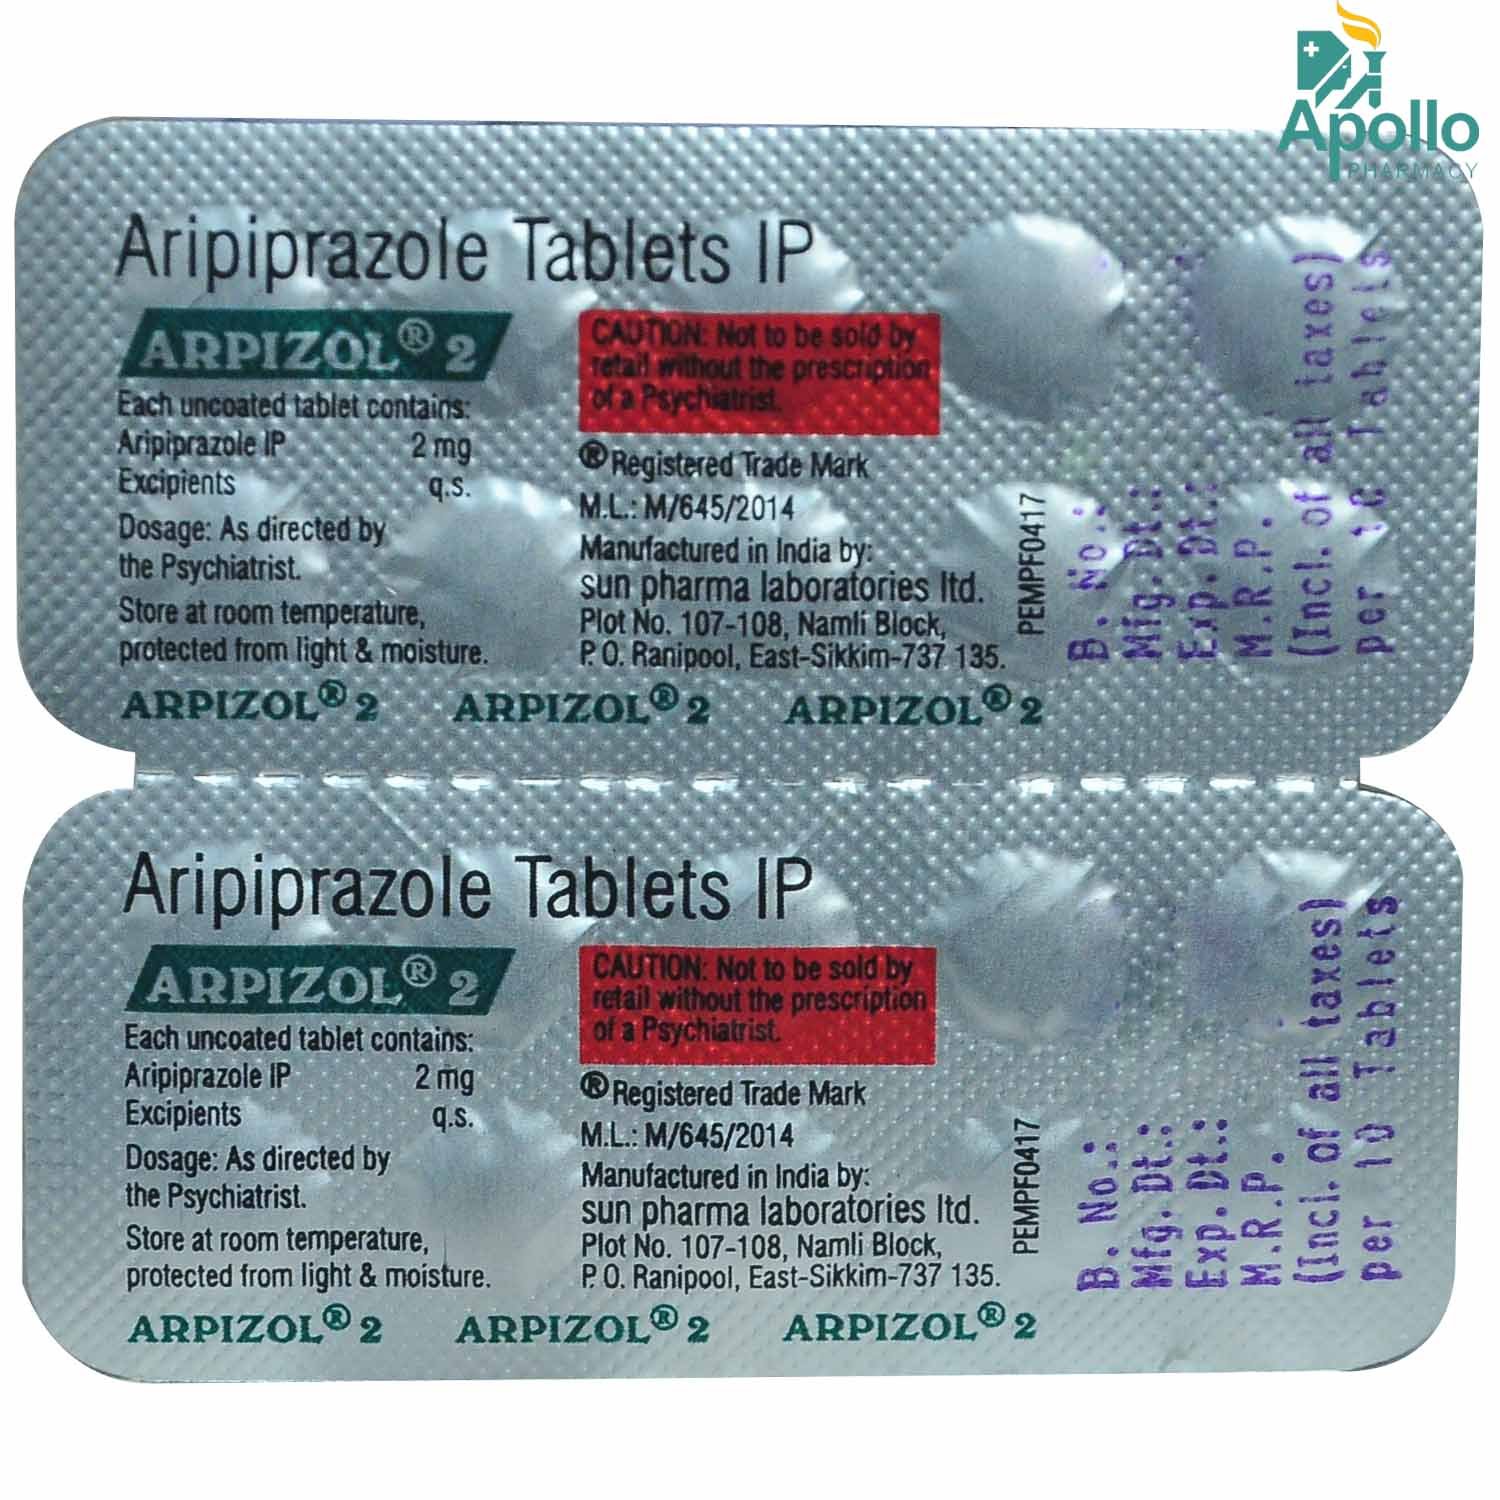 Apollo
PHARMACY
Aripiprazole Tablets IP
ARPIZOL® 2
Each uncoated tablet contains:
Aripiprazole IP 2 mg
Excipients q.s.
Dosage: As directed by
the Psychiatrist.
Store at room temperature,
protected from light & moisture.
CAUTION: Not to be sold by
retail without the prescription
of a Psychiatrist.
® Registered Trade Mark
M.L.: M/645/2014
Manufactured in India by:
sun pharma laboratories ltd.
Plot No. 107-108, Namli Block,
P. O. Ranipool, East-Sikkim-737 135.
PEMPF0417
B. No.:
Mfg. Dt.:
Exp. Dt.:
M.R.P.
(Incl. of all taxes)
per 10 Tablets
ARPIZOL® 2 ARPIZOL® 2 ARPIZOL® 2
Aripiprazole Tablets IP
ARPIZOL® 2
Each uncoated tablet contains:
Aripiprazole IP 2 mg
Excipients q.s.
Dosage: As directed by
the Psychiatrist.
Store at room temperature,
protected from light & moisture.
CAUTION: Not to be sold by
retail without the prescription
of a Psychiatrist.
® Registered Trade Mark
M.L.: M/645/2014
Manufactured in India by:
sun pharma laboratories ltd.
Plot No. 107-108, Namli Block,
P. O. Ranipool, East-Sikkim-737 135.
PEMPF0417
B. No.:
Mfg. Dt.:
Exp. Dt.:
M.R.P.
(Incl. of all taxes)
per 10 Tablets
ARPIZOL® 2 ARPIZOL® 2 ARPIZOL® 2